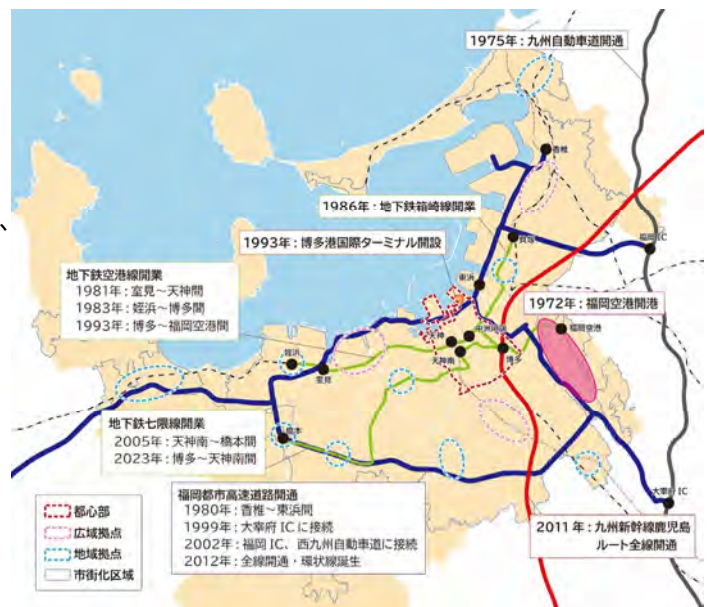 1975年：九州自動車道開通
香椎
、
1986年：地下鉄箱崎線開業
貝塚
福岡IC
1993年：博多港国際ターミナル開設
東浜
地下鉄空港線開業
1981年：室見～天神間
1983年：姪浜～博多間
1993年：博多～福岡空港間
1972年：福岡空港開港
福岡空港
天神
中洲川端
天神南
博多
姪浜
室見
橋本
地下鉄七隈線開業
2005年：天神南～橋本間
2023年：博多～天神南間
福岡都市高速道路開通
1980年：香椎～東浜間
1999年：大宰府ICに接続
2002年：福岡IC、西九州自動車道に接続
2012年：全線開通・環状線誕生
大宰府IC
2011年：九州新幹線鹿児島
ルート全線開通
都心部
広域拠点
地域拠点
市街化区域